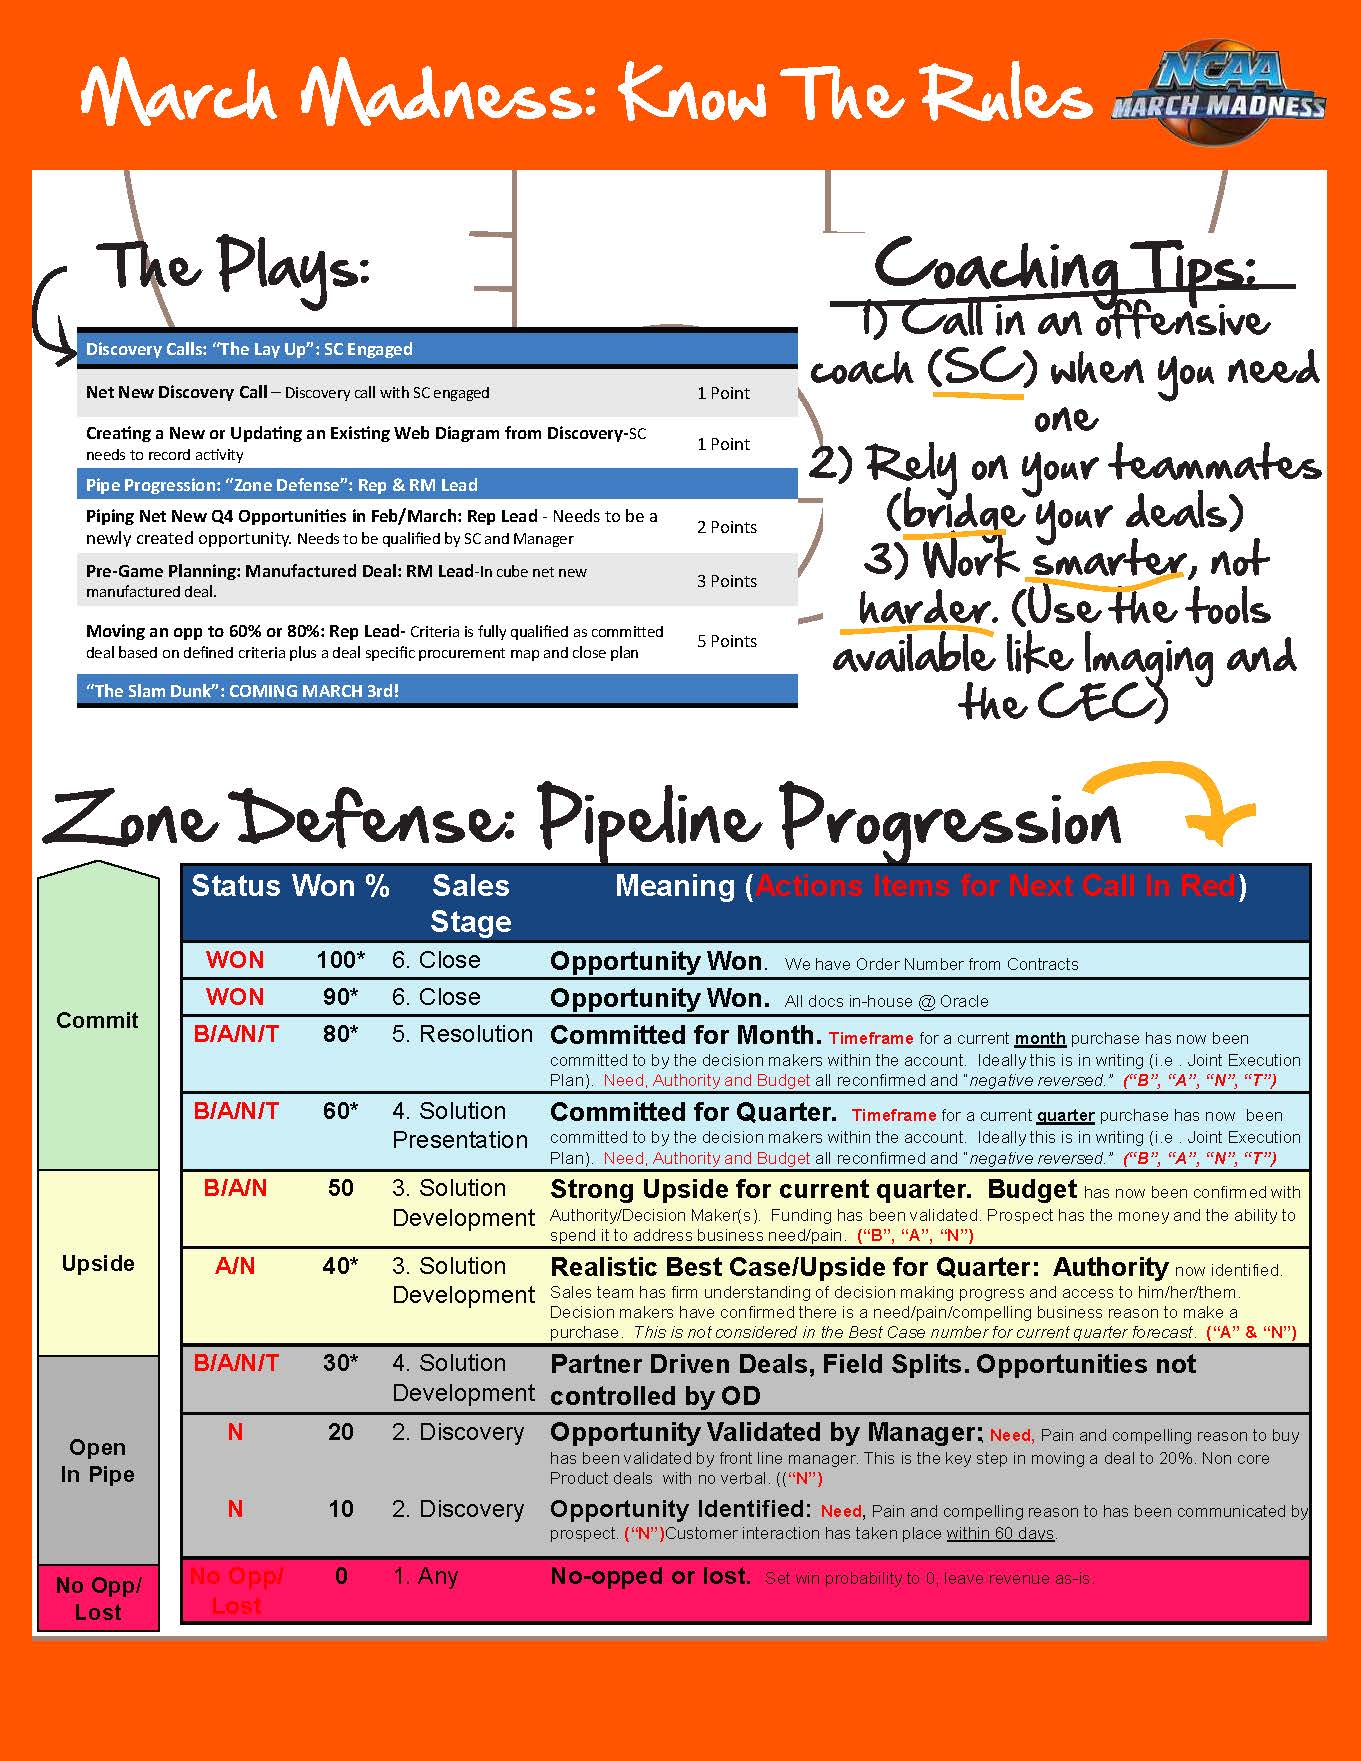 March Madness: Know The Rules
NCAA
MARCH MADNESS
The Plays:
Discovery Calls: “The Lay Up”: SC Engaged
Net New Discovery Call – Discovery call with SC engaged 1 Point
Creating a New or Updating an Existing Web Diagram from Discovery-SC
needs to record activity 1 Point
Pipe Progression: “Zone Defense”: Rep & RM Lead
Piping Net New Q4 Opportunities in Feb/March: Rep Lead - Needs to be a
newly created opportunity. Needs to be qualified by SC and Manager 2 Points
Pre-Game Planning: Manufactured Deal: RM Lead-In cube net new
manufactured deal. 3 Points
Moving an opp to 60% or 80%: Rep Lead- Criteria is fully qualified as committed
deal based on defined criteria plus a deal specific procurement map and close plan 5 Points
“The Slam Dunk”: COMING MARCH 3rd!
Coaching Tips:
1) Call in an offensive
coach (SC) when you need
one
2) Rely on your teammates
(bridge your deals)
3) Work smarter, not
harder. (Use the tools
available like Imaging and
the CEC)
Zone Defense: Pipeline Progression
Commit
Upside
Open
In Pipe
No Opp/
Lost
Status Won % Sales
Stage
Meaning (Actions Items for Next Call In Red)
WON 100* 6. Close Opportunity Won. We have Order Number from Contracts
WON 90* 6. Close Opportunity Won. All docs in-house @ Oracle
B/A/N/T 80* 5. Resolution Committed for Month. Timeframe for a current month purchase has now been
committed to by the decision makers within the account. Ideally this is in writing (i.e . Joint Execution
Plan). Need, Authority and Budget all reconfirmed and “negative reversed.” (“B”, “A”, “N”, “T”)
B/A/N/T 60* 4. Solution
Presentation
Committed for Quarter. Timeframe for a current quarter purchase has now been
committed to by the decision makers within the account. Ideally this is in writing (i.e . Joint Execution
Plan). Need, Authority and Budget all reconfirmed and “negative reversed.” (“B”, “A”, “N”, “T”)
B/A/N 50 3. Solution
Development
Strong Upside for current quarter. Budget has now been confirmed with
Authority/Decision Maker(s). Funding has been validated. Prospect has the money and the ability to
spend it to address business need/pain. (“B”, “A”, “N”)
A/N 40* 3. Solution
Development
Realistic Best Case/Upside for Quarter: Authority now identified.
Sales team has firm understanding of decision making progress and access to him/her/them.
Decision makers have confirmed there is a need/pain/compelling business reason to make a
purchase. This is not considered in the Best Case number for current quarter forecast. (“A” & “N”)
B/A/N/T 30* 4. Solution
Development
Partner Driven Deals, Field Splits. Opportunities not
controlled by OD
N 20 2. Discovery Opportunity Validated by Manager: Need, Pain and compelling reason to buy
has been validated by front line manager. This is the key step in moving a deal to 20%. Non core
Product deals with no verbal. ((“N”)
N 10 2. Discovery Opportunity Identified: Need, Pain and compelling reason to has been communicated by
prospect. (“N”)Customer interaction has taken place within 60 days.
No Opp/
Lost
0 1. Any No-opped or lost. Set win probability to 0, leave revenue as-is.